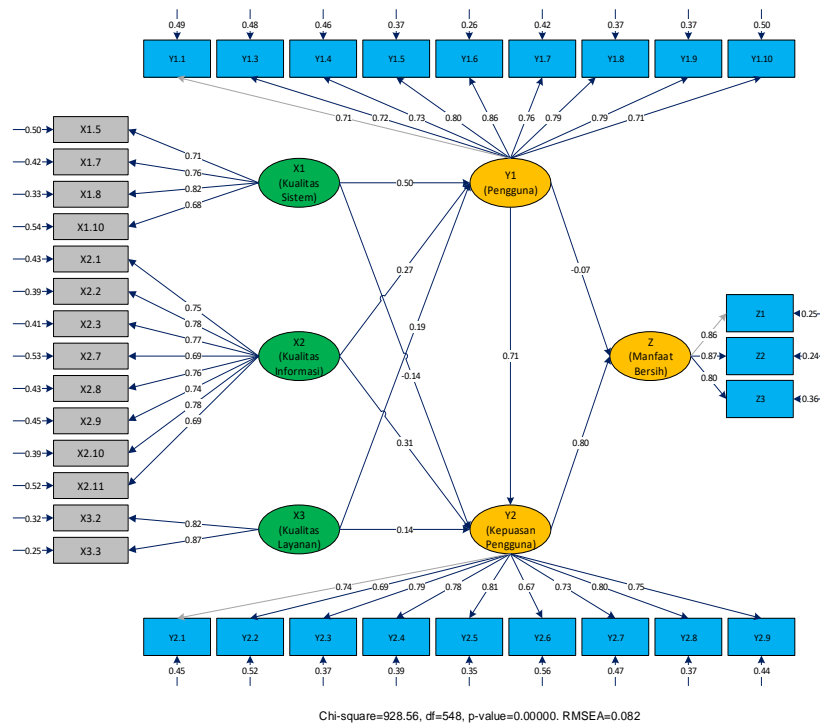 0.49 0.48 0.46 0.37 0.26 0.42 0.37 0.37 0.50
Y1.1 Y1.3 Y1.4 Y1.5 Y1.6 Y1.7 Y1.8 Y1.9 Y1.10
0.71 0.72 0.73 0.80 0.86 0.76 0.79 0.79 0.71
0.50 X1.5
0.42 X1.7
0.33 X1.8
0.54 X1.10
0.71
0.76
0.82
0.68
X1
(Kualitas
Sistem)
0.50
Y1
(Pengguna)
0.43 X2.1
0.39 X2.2
0.41 X2.3
0.53 X2.7
0.43 X2.8
0.45 X2.9
0.39 X2.10
0.52 X2.11
0.75
0.78
0.77
0.69
0.76
0.74
0.78
0.69
X2
(Kualitas
Informasi)
0.27
0.19
-0.14
0.31
0.71
-0.07
0.80
Z
(Manfaat
Bersih)
0.86
0.87
0.80
Z1 0.25
Z2 0.24
Z3 0.36
0.32 X3.2
0.25 X3.3
0.82
0.87
X3
(Kualitas
Layanan)
0.14
Y2
(Kepuasan
Pengguna)
0.74 0.69 0.79 0.78 0.81 0.67 0.73 0.80 0.75
Y2.1 Y2.2 Y2.3 Y2.4 Y2.5 Y2.6 Y2.7 Y2.8 Y2.9
0.45 0.52 0.37 0.39 0.35 0.56 0.47 0.37 0.44
Chi-square=928.56, df=548, p-value=0.00000. RMSEA=0.082